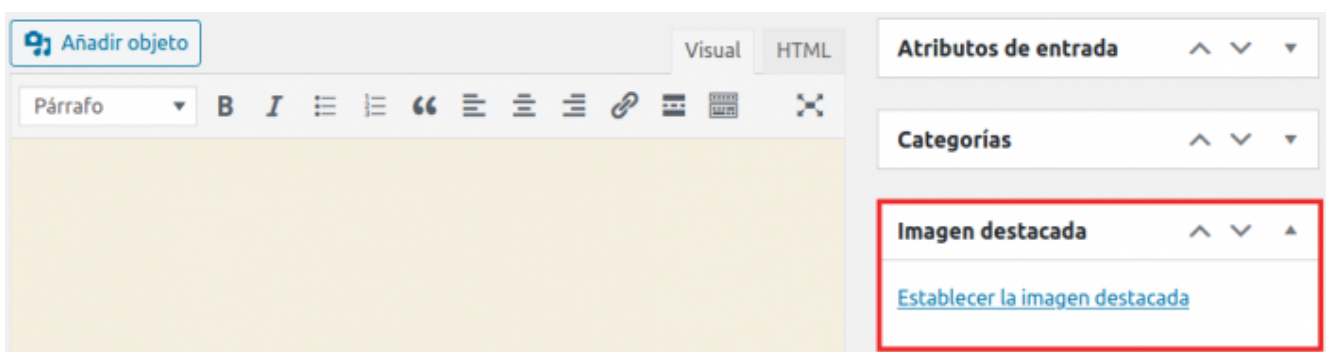 Añadir objeto
Visual HTML
Párrafo
Atributos de entrada
Categorías
Imagen destacada
Establecer la imagen destacada